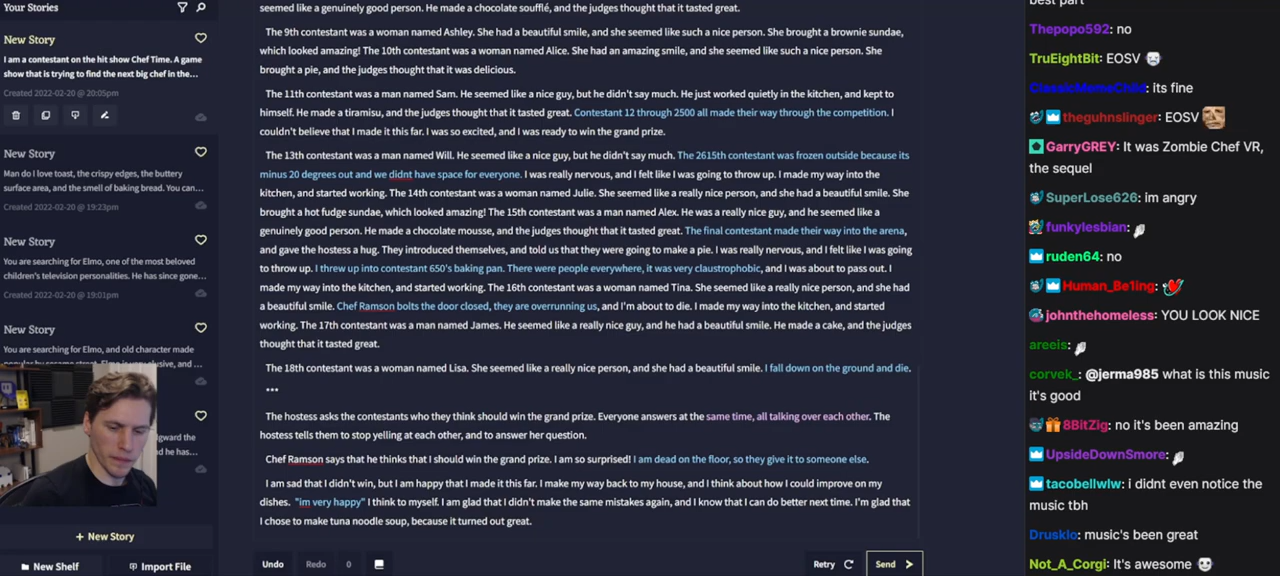 Your Stories
New Story
I am a contestant on the hit show Chef Time. A game
show that is trying to find the next big chef in the...
Created 2022-02-20 @ 20:05pm
New Story
Man do I love toast, the crispy edges, the buttery
surface area, and the smell of baking bread. You can...
Created 2022-02-20 @ 19:23pm
New Story
You are searching for Elmo, one of the most beloved
children's television personalities. He has since gone...
Created 2022-02-20 @ 19:01pm
New Story
You are searching for Elmo, and old character made
+ New Story
New Shelf
Import File
seemed like a genuinely good person. He made a chocolate soufflé, and the judges thought that it tasted great.
The 9th contestant was a woman named Ashley. She had a beautiful smile, and she seemed like such a nice person. She brought a brownie sundae,
which looked amazing! The 10th contestant was a woman named Alice. She had an amazing smile, and she seemed like such a nice person. She
brought a pie, and the judges thought that it was delicious.
The 11th contestant was a man named Sam. He seemed like a nice guy, but he didn't say much. He just worked quietly in the kitchen, and kept to
himself. He made a tiramisu, and the judges thought that it tasted great. Contestant 12 through 2500 all made their way through the competition. I
couldn't believe that I made it this far. I was so excited, and I was ready to win the grand prize.
The 13th contestant was a man named Will. He seemed like a nice guy, but he didn't say much. The 2615th contestant was frozen outside because its
minus 20 degrees out and we didnt have space for everyone. I was really nervous, and I felt like I was going to throw up. I made my way into the
kitchen, and started working. The 14th contestant was a woman named Julie. She seemed like a really nice person, and she had a beautiful smile. She
brought a hot fudge sundae, which looked amazing! The 15th contestant was a man named Alex. He was a really nice guy, and he seemed like a
genuinely good person. He made a chocolate mousse, and the judges thought that it tasted great. The final contestant made their way into the arena,
and gave the hostess a hug. They introduced themselves, and told us that they were going to make a pie. I was really nervous, and I felt like I was going
to throw up. I threw up into contestant 650's baking pan. There were people everywhere, it was very claustrophobic, and I was about to pass out. I
made my way into the kitchen, and started working. The 16th contestant was a woman named Tina. She seemed like a really nice person, and she had
a beautiful smile. Chef Ramson bolts the door closed, they are overrunning us, and I'm about to die. I made my way into the kitchen, and started
working. The 17th contestant was a man named James. He seemed like a really nice guy, and he had a beautiful smile. He made a cake, and the judges
thought that it tasted great.
The 18th contestant was a woman named Lisa. She seemed like a really nice person, and she had a beautiful smile. I fall down on the ground and die.
***
The hostess asks the contestants who they think should win the grand prize. Everyone answers at the same time, all talking over each other. The
hostess tells them to stop yelling at each other, and to answer her question.
Chef Ramson says that he thinks that I should win the grand prize. I am so surprised! I am dead on the floor, so they give it to someone else.
I am sad that I didn't win, but I am happy that I made it this far. I make my way back to my house, and I think about how I could improve on my
dishes. "im very happy" I think to myself. I am glad that I didn't make the same mistakes again, and I know that I can do better next time. I'm glad that
I chose to make tuna noodle soup, because it turned out great.
Undo
Redo
0
Retry
Send
best part
Thepopo592: no
TruEightBit: EOSV
ClassicMemeChild: its fine
theguhnslinger: EOSV
GarryGREY: It was Zombie Chef VR,
the sequel
SuperLose626: im angry
funkylesbian:
ruden64: no
Human_Be1ing:
johnthehomeless: YOU LOOK NICE
areeis:
corvek_: @jerma985 what is this music
it's good
8BitZig: no it's been amazing
UpsideDownSmore:
tacobellwlw: i didnt even notice the
music tbh
Drusklo: music's been great
Not_A_Corgi: It's awesome